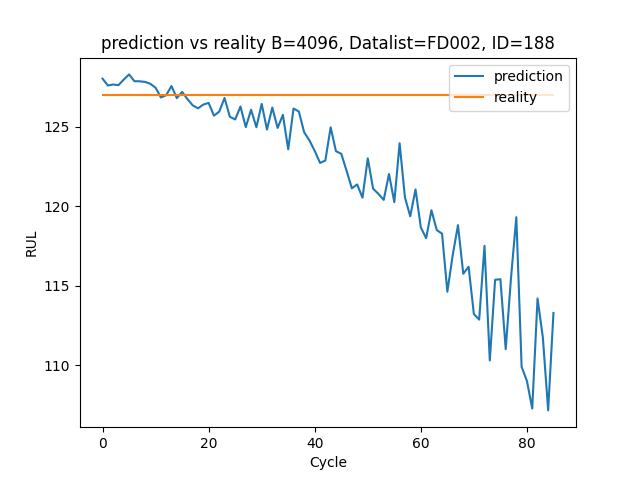 prediction vs reality B=4096, Datalist=FD002, ID=188
prediction
reality
125
120
115
110
RUL
0 20 40 60 80
Cycle